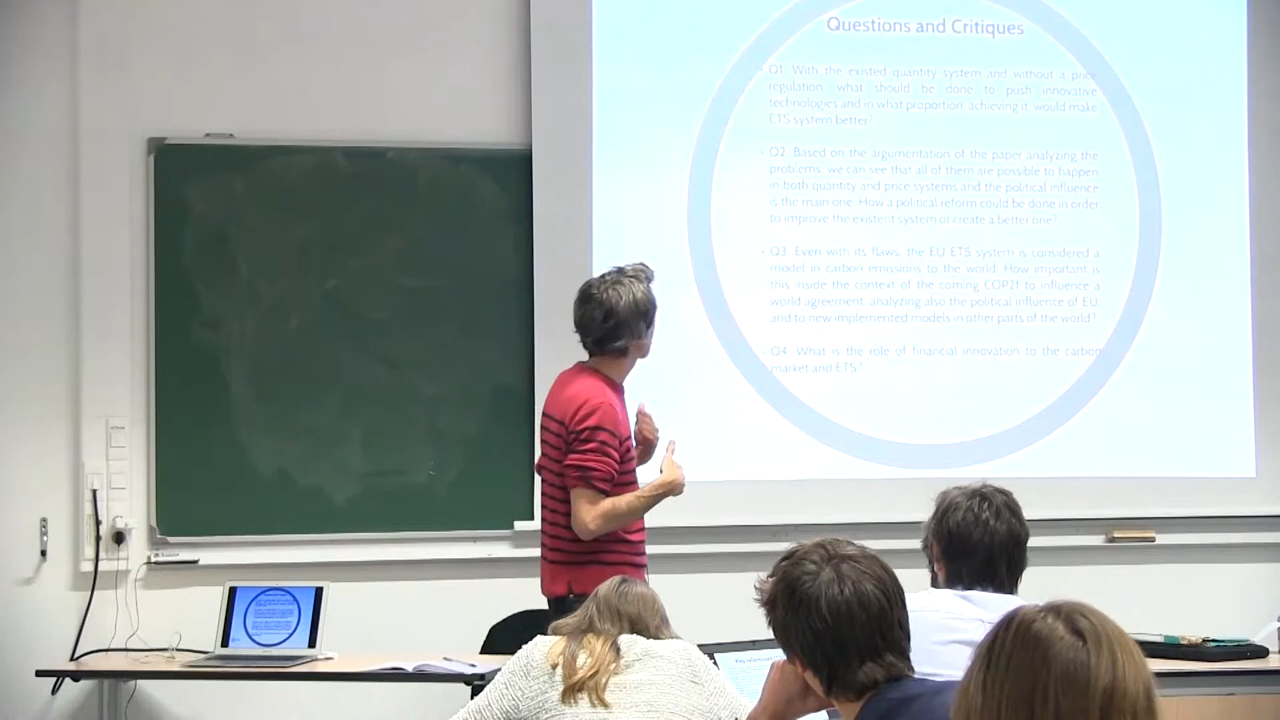 Questions and Critiques
Q1. With the existed quantity system and without a price
regulation, what should be done to push innovative
technologies and in what proportion, achieving it, would make
ETS system better?
Q2. Based on the argumentation of the paper analyzing the
problems, we can see that all of them are possible to happen
in both quantity and price systems and the political influence
is the main one. How a political reform could be done in order
to improve the existent system or create a better one?
Q3. Even with its flaws, the EU ETS system is considered a
model in carbon emissions to the world. How important is
this inside the context of the coming COP21 to influence a
world agreement, analyzing also the political influence of EU,
and to new implemented models in other parts of the world?
Q4. What is the role of financial innovation to the carbon
market and ETS?